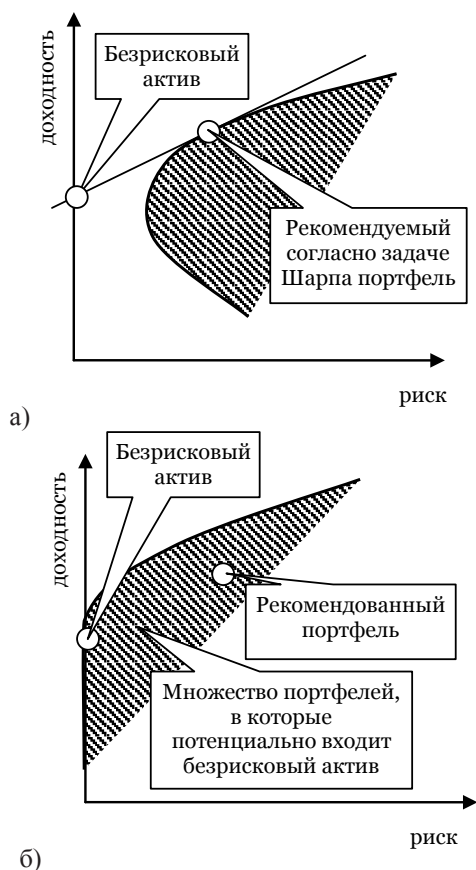 доходность
Безрисковый
актив
Рекомендуемый
согласно задаче
Шарпа портфель
риск
а)
доходность
Безрисковый
актив
Рекомендованный
портфель
Множество портфелей,
в которые
потенциально входит
безрисковый актив
риск
б)